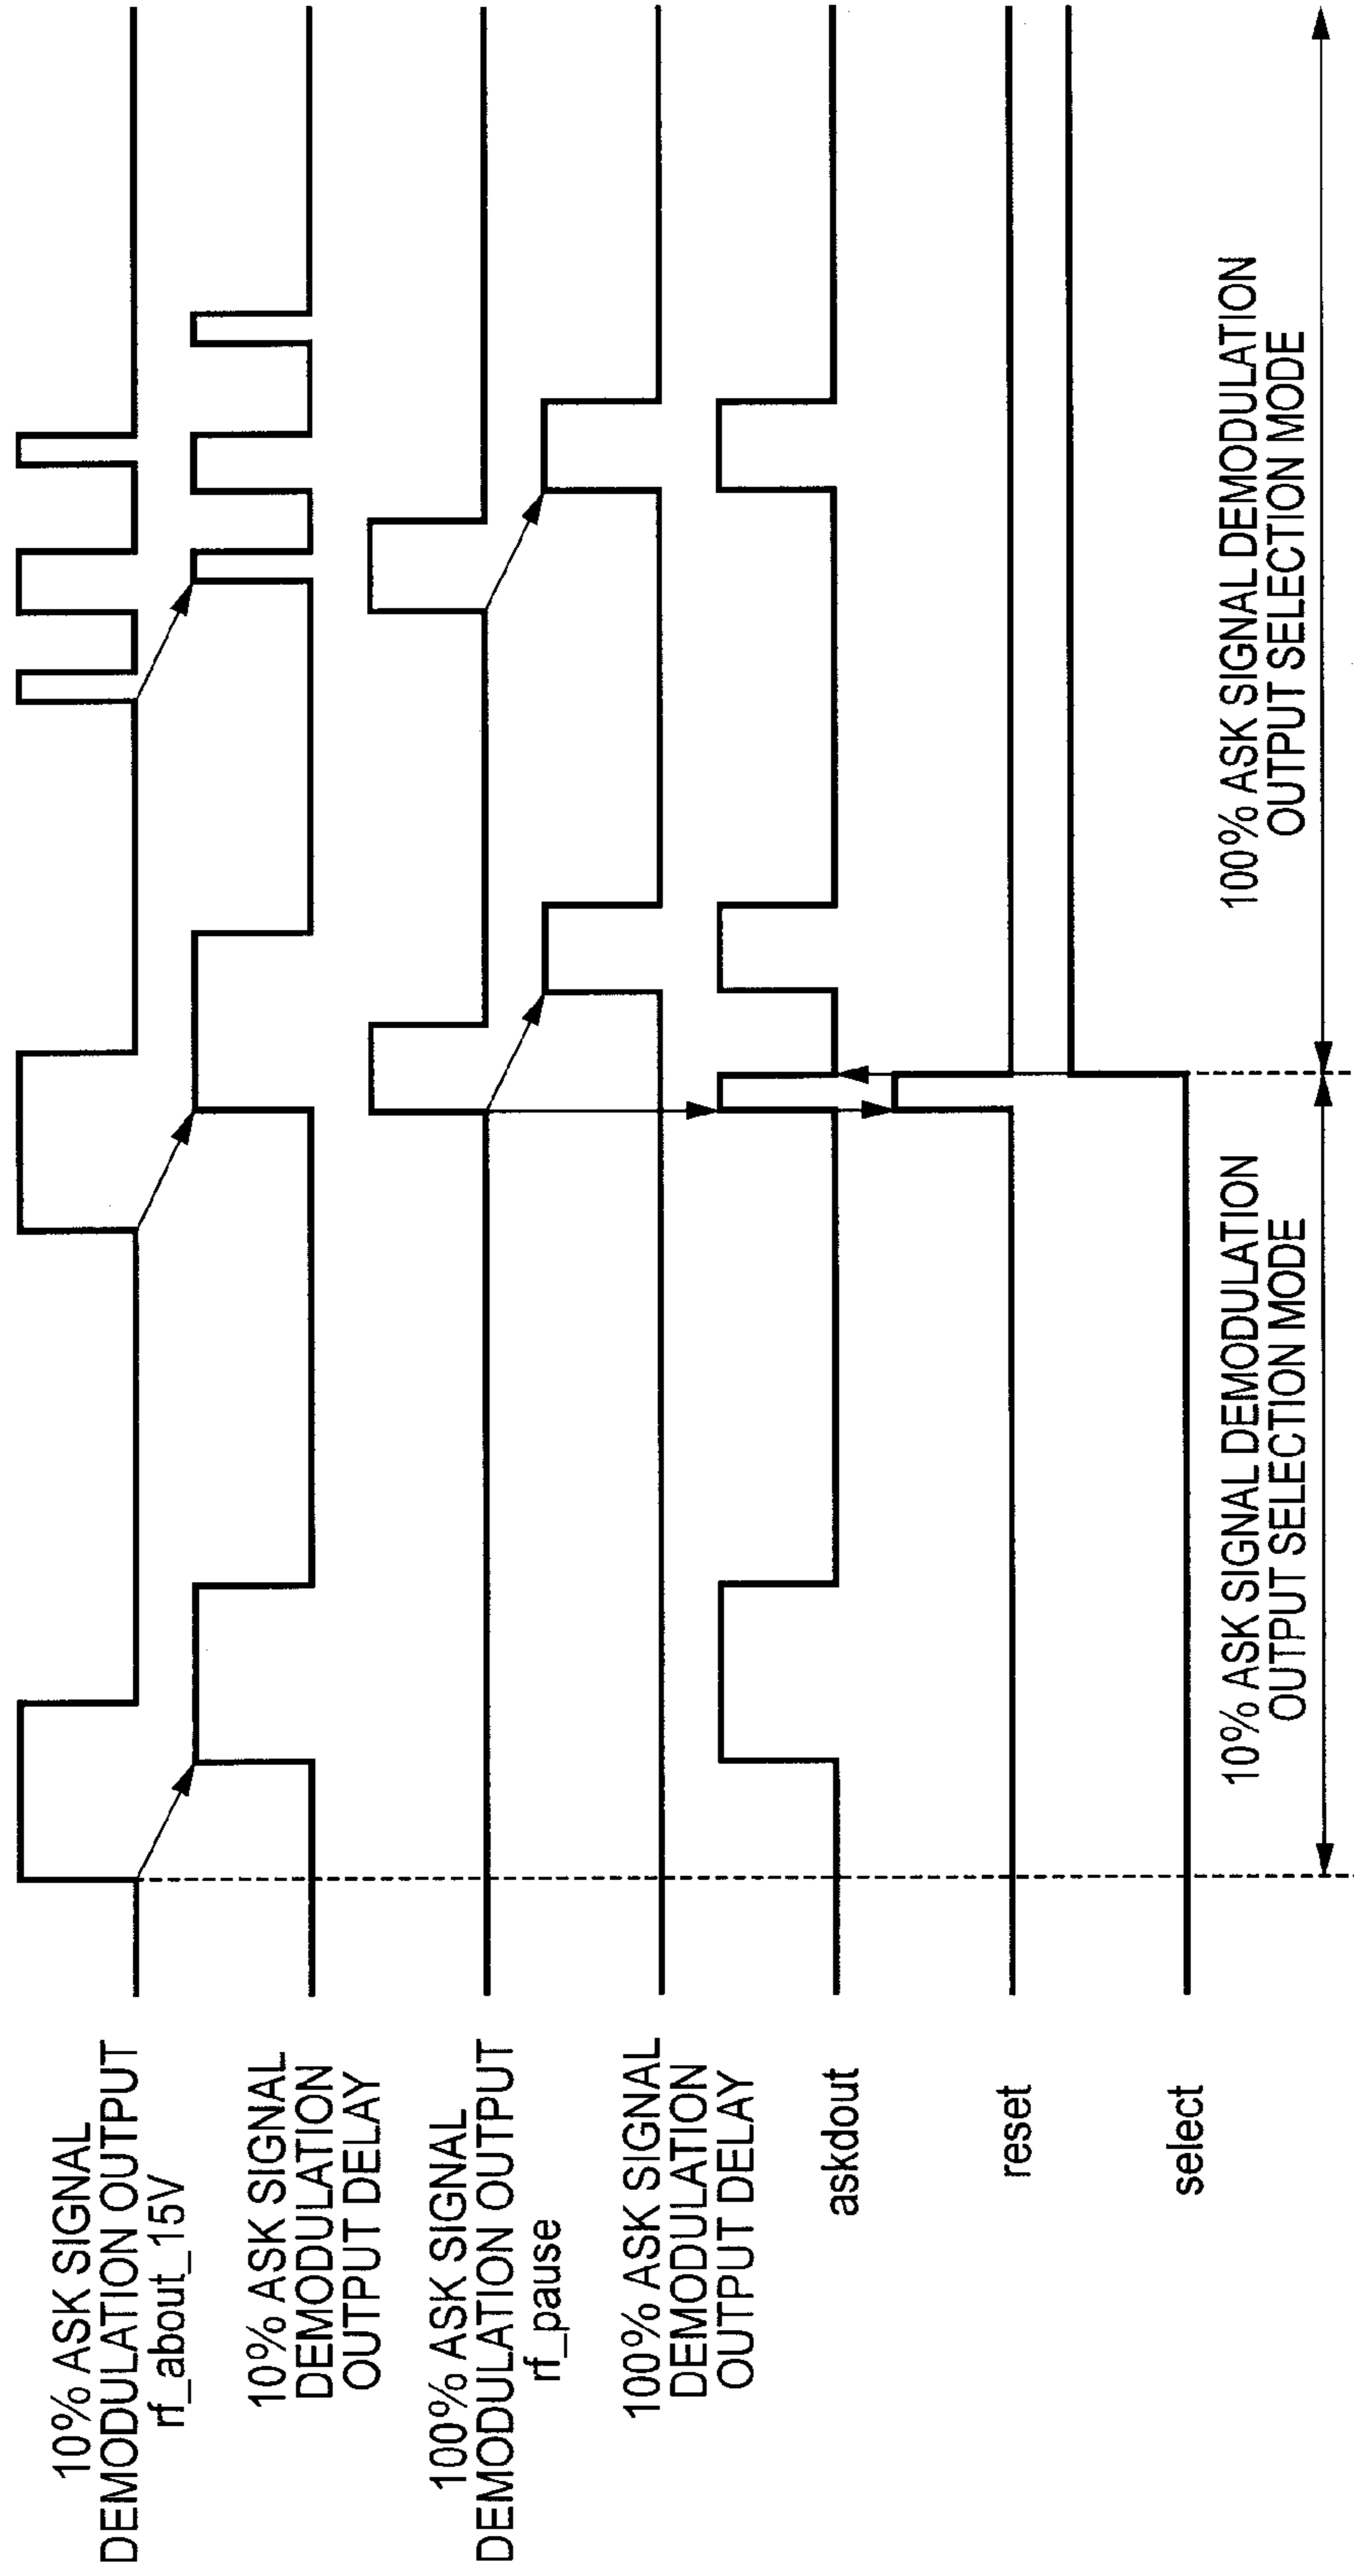 10% ASK SIGNAL
DEMODULATION OUTPUT
rf_about_15V
10% ASK SIGNAL
DEMODULATION
OUTPUT DELAY
100% ASK SIGNAL
DEMODULATION OUTPUT
rf_pause
100% ASK SIGNAL
DEMODULATION
OUTPUT DELAY
askdout
reset
select
10% ASK SIGNAL DEMODULATION
OUTPUT SELECTION MODE
100% ASK SIGNAL DEMODULATION
OUTPUT SELECTION MODE